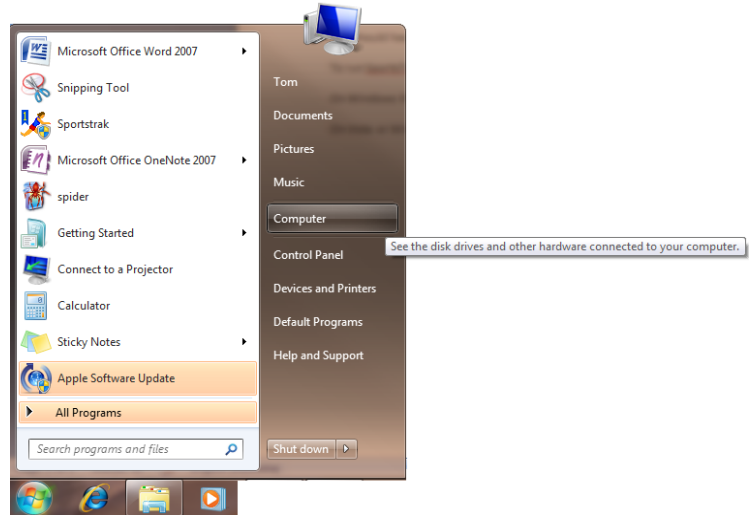 Microsoft Office Word 2007
Snipping Tool
Sportstrak
Microsoft Office OneNote 2007
spider
Getting Started
Connect to a Projector
Calculator
Sticky Notes
Apple Software Update
All Programs
Search programs and files
Tom
Documents
Pictures
Music
Computer
See the disk drives and other hardware connected to your computer.
Control Panel
Devices and Printers
Default Programs
Help and Support
Shut down